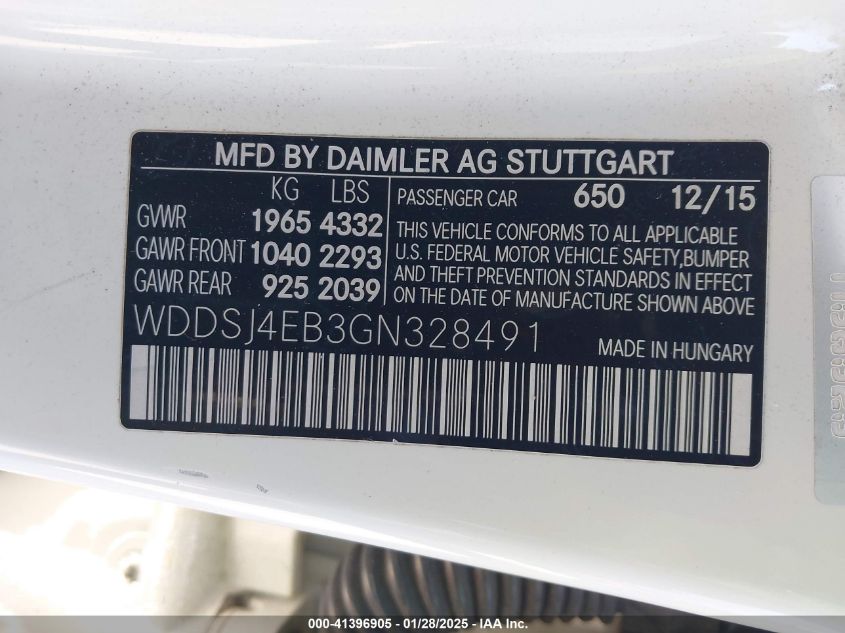 MFD BY DAIMLER AG STUTTGART
KG LBS
GVWR 1965 4332
GAWR FRONT 1040 2293
GAWR REAR 925 2039
PASSENGER CAR 650 12/15
THIS VEHICLE CONFORMS TO ALL APPLICABLE
U.S. FEDERAL MOTOR VEHICLE SAFETY,BUMPER
AND THEFT PREVENTION STANDARDS IN EFFECT
ON DATE OF MANUFACTURE SHOWN ABOVE
WDDSJ4EB3GN328491
MADE IN HUNGARY
000-41396905 - 01/28/2025 - IAA Inc.